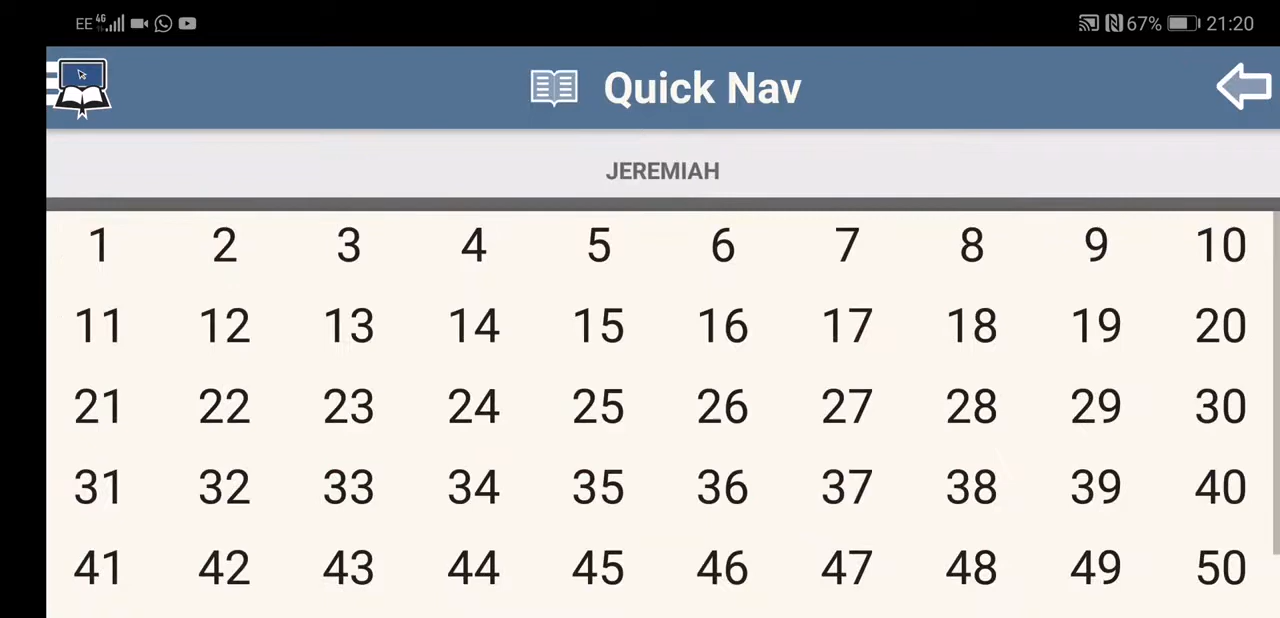 EE 4G 67% 21:20
Quick Nav
JEREMIAH
1 2 3 4 5 6 7 8 9 10
11 12 13 14 15 16 17 18 19 20
21 22 23 24 25 26 27 28 29 30
31 32 33 34 35 36 37 38 39 40
41 42 43 44 45 46 47 48 49 50